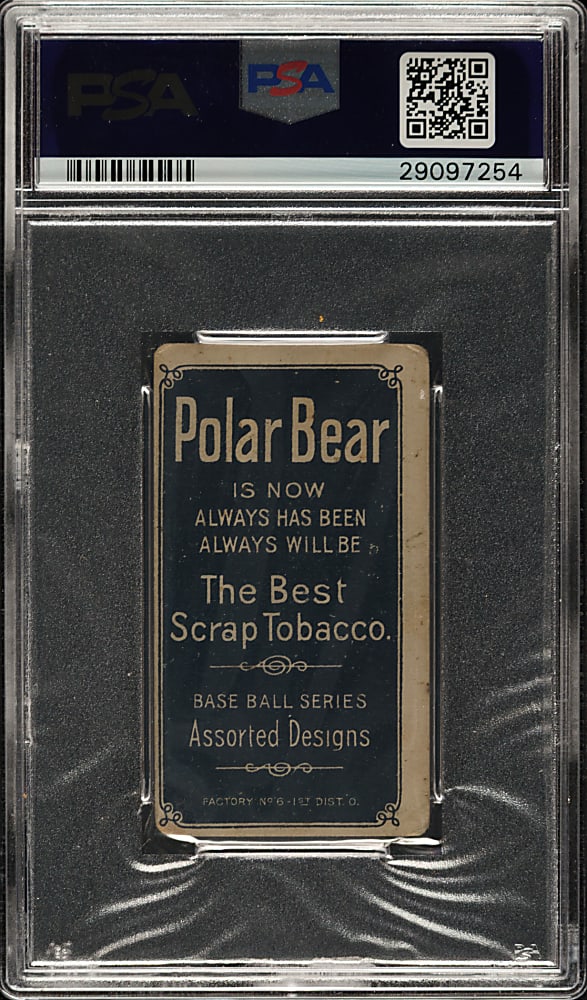 PSA
PSA
29097254
Polar Bear
IS NOW
ALWAYS HAS BEEN
ALWAYS WILL BE
The Best
Scrap Tobacco.
BASE BALL SERIES
Assorted Designs
FACTORY Nº 6 - 1ST DIST. O.
PSA